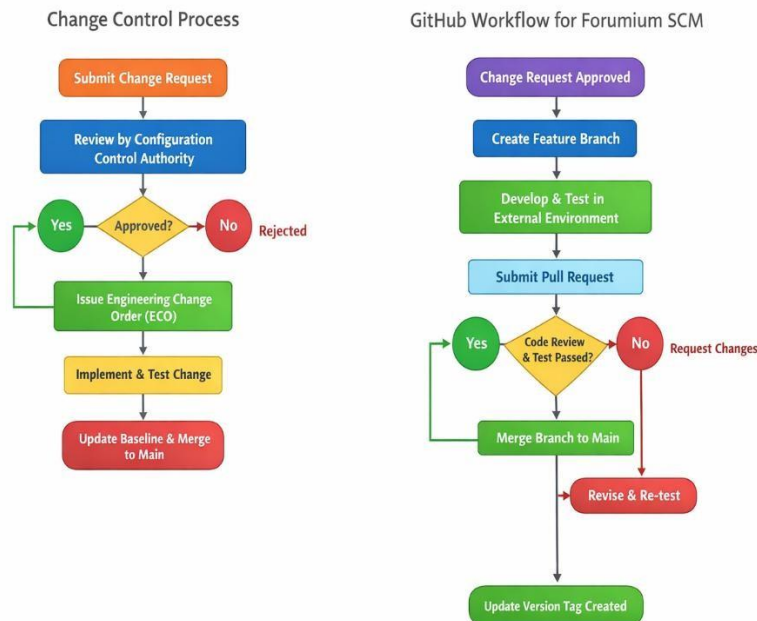 Change Control Process
Submit Change Request
Review by Configuration
Control Authority
Yes
Approved?
No
Rejected
Issue Engineering Change
Order (ECO)
Implement & Test Change
Update Baseline & Merge
to Main
GitHub Workflow for Forumium SCM
Change Request Approved
Create Feature Branch
Develop & Test in
External Environment
Submit Pull Request
Yes
Code Review
& Test Passed?
No
Request Changes
Merge Branch to Main
Revise & Re-test
Update Version Tag Created